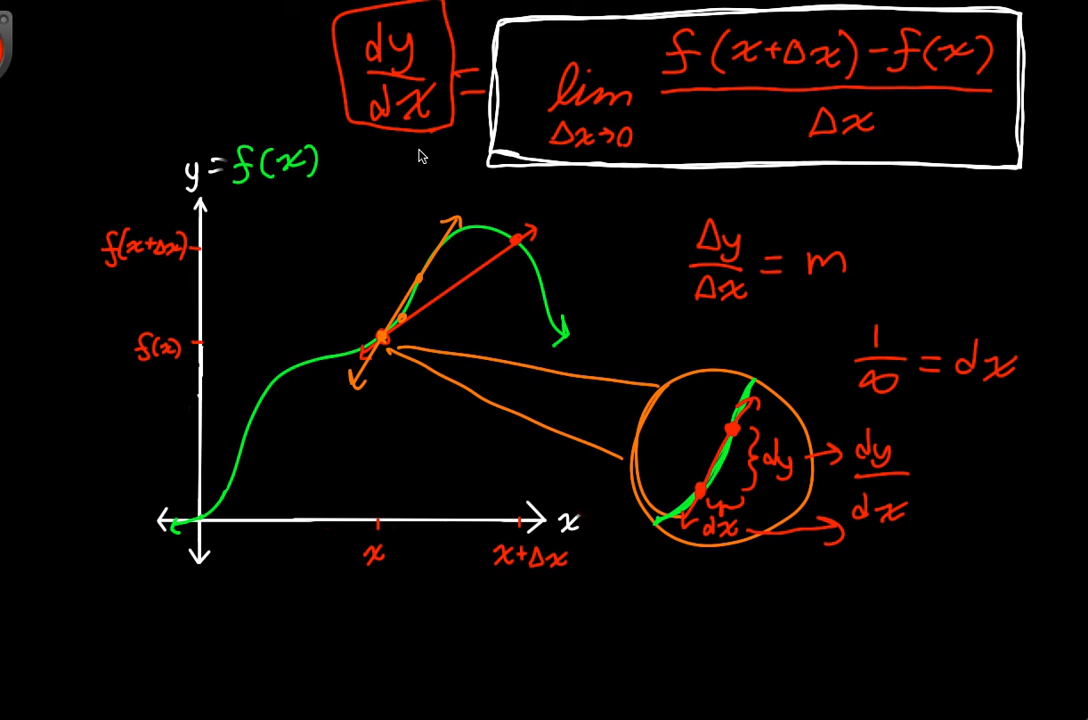 dy/dx = lim Δx→0 f(x+Δx)-f(x)/Δx
y = f(x)
f(x+Δx)
Δy/Δx = m
f(x)
1/∞ = dx
dy → dy/dx
dx
x
x
x+Δx